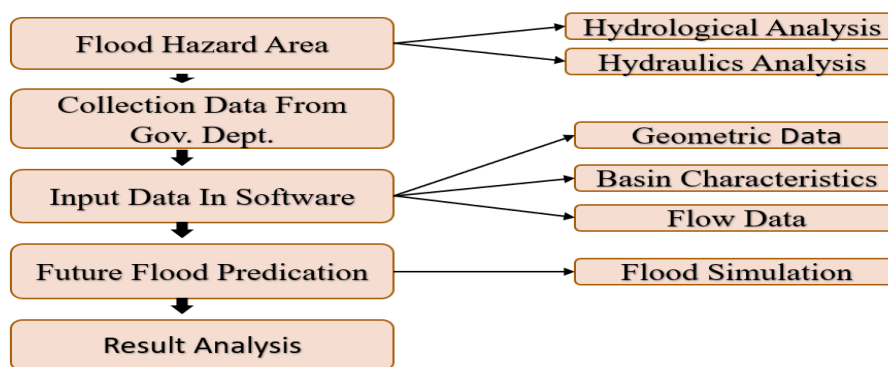 Flood Hazard Area
Hydrological Analysis
Hydraulics Analysis
Collection Data From
Gov. Dept.
Geometric Data
Input Data In Software
Basin Characteristics
Flow Data
Future Flood Predication
Flood Simulation
Result Analysis